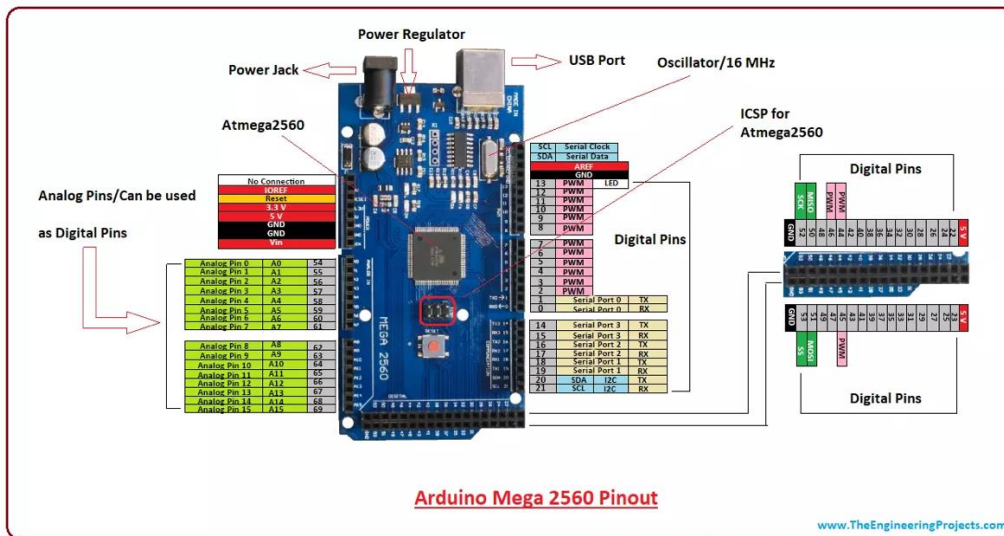 Power Regulator
Power Jack
USB Port
Oscillator/16 MHz
ICSP for
Atmega2560
Atmega2560
Analog Pins/Can be used
as Digital Pins
No Connection
IOREF
Reset
3.3 V
5 V
GND
GND
Vin
Analog Pin 0 A0 54
Analog Pin 1 A1 55
Analog Pin 2 A2 56
Analog Pin 3 A3 57
Analog Pin 4 A4 58
Analog Pin 5 A5 59
Analog Pin 6 A6 60
Analog Pin 7 A7 61
Analog Pin 8 A8 62
Analog Pin 9 A9 63
Analog Pin 10 A10 64
Analog Pin 11 A11 65
Analog Pin 12 A12 66
Analog Pin 13 A13 67
Analog Pin 14 A14 68
Analog Pin 15 A15 69
MEGA 2560
RESET
SCL Serial Clock
SDA Serial Data
AREF
GND
13 PWM LED
12 PWM
11 PWM
10 PWM
9 PWM
8 PWM
7 PWM
6 PWM
5 PWM
4 PWM
3 PWM
2 PWM
1 Serial Port 0 TX
0 Serial Port 0 RX
14 Serial Port 3 TX
15 Serial Port 3 RX
16 Serial Port 2 TX
17 Serial Port 2 RX
18 Serial Port 1 TX
19 Serial Port 1 RX
20 SDA I2C TX
21 SCL I2C RX
Digital Pins
Digital Pins
SCK MISO PWM PWM
GND 52 50 48 46 44 42 40 38 36 34 32 30 28 26 24 22 5 V
GND 53 51 49 47 45 43 41 39 37 35 33 31 29 27 25 23 5 V
SS MOSI PWM
Digital Pins
Arduino Mega 2560 Pinout
www.TheEngineeringProjects.com